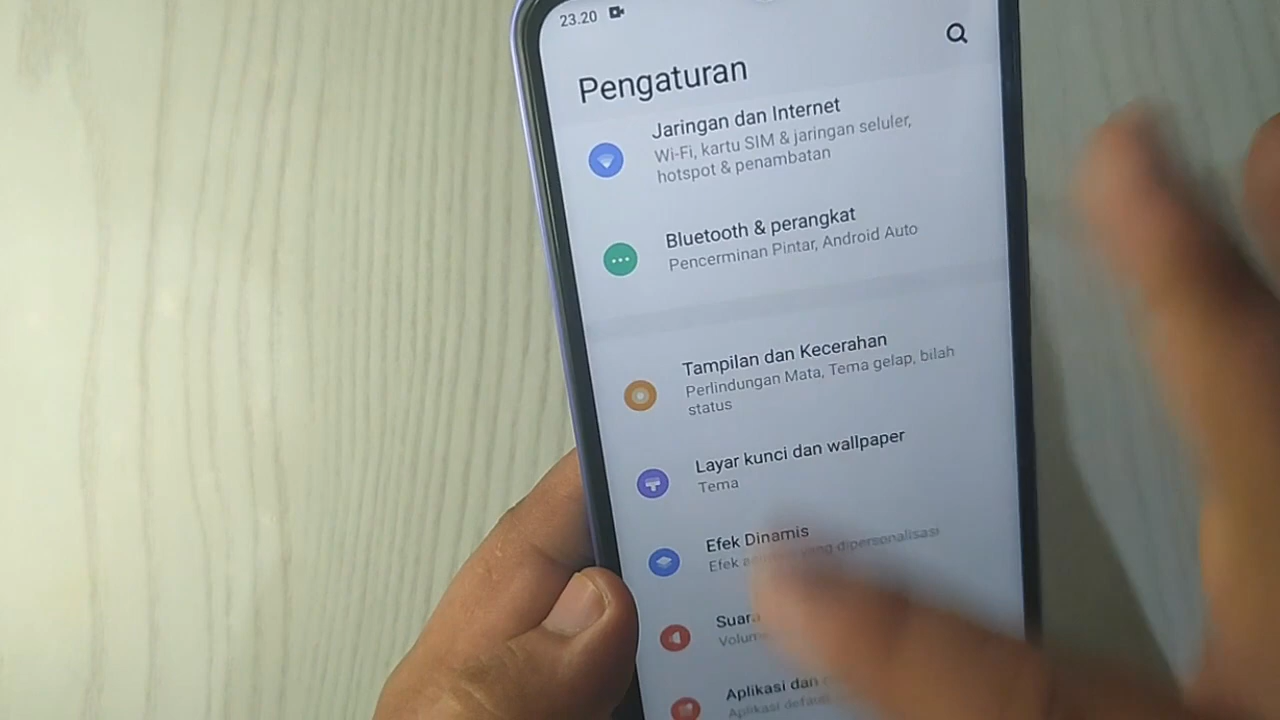 23.20
Pengaturan
Jaringan dan Internet
Wi-Fi, kartu SIM & jaringan seluler,
hotspot & penambatan
Bluetooth & perangkat
Pencerminan Pintar, Android Auto
Tampilan dan Kecerahan
Perlindungan Mata, Tema gelap, bilah
status
Layar kunci dan wallpaper
Tema
Efek Dinamis
Efek yang dipersonalisasi
Suara
Aplikasi dan
Aplikasi